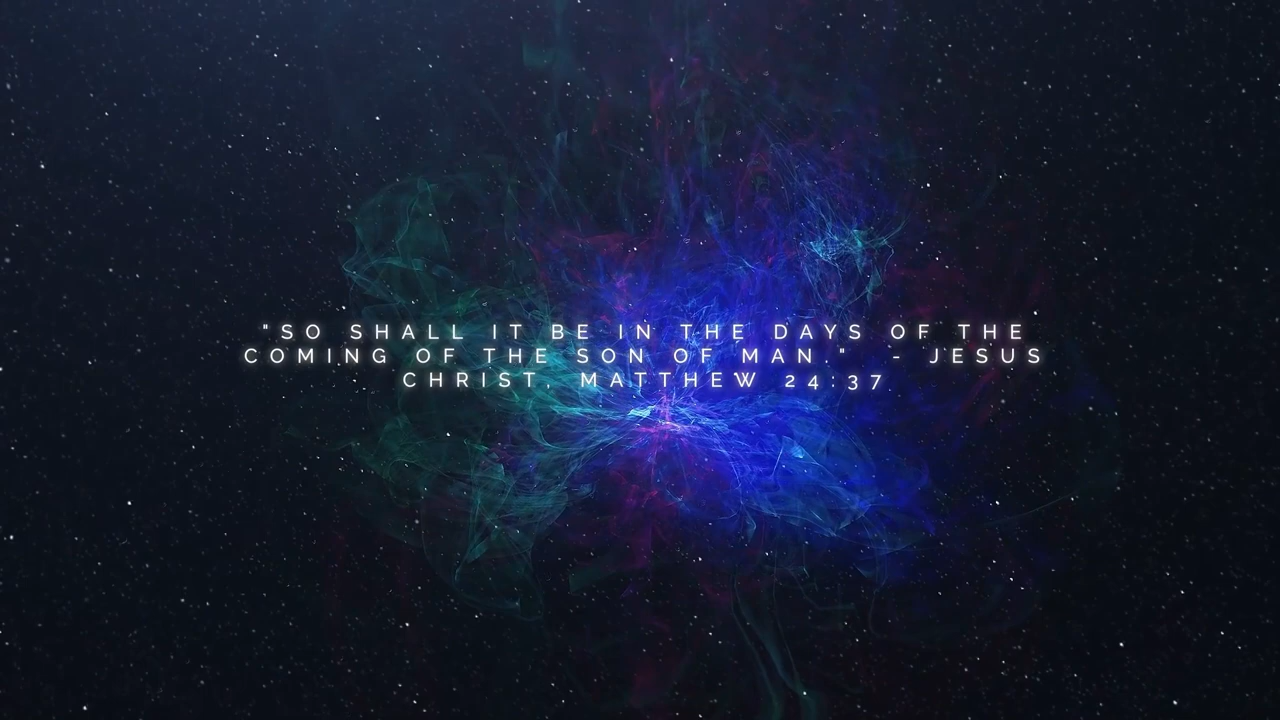 "SO SHALL IT BE IN THE DAYS OF THE
COMING OF THE SON OF MAN." - JESUS
CHRIST, MATTHEW 24:37